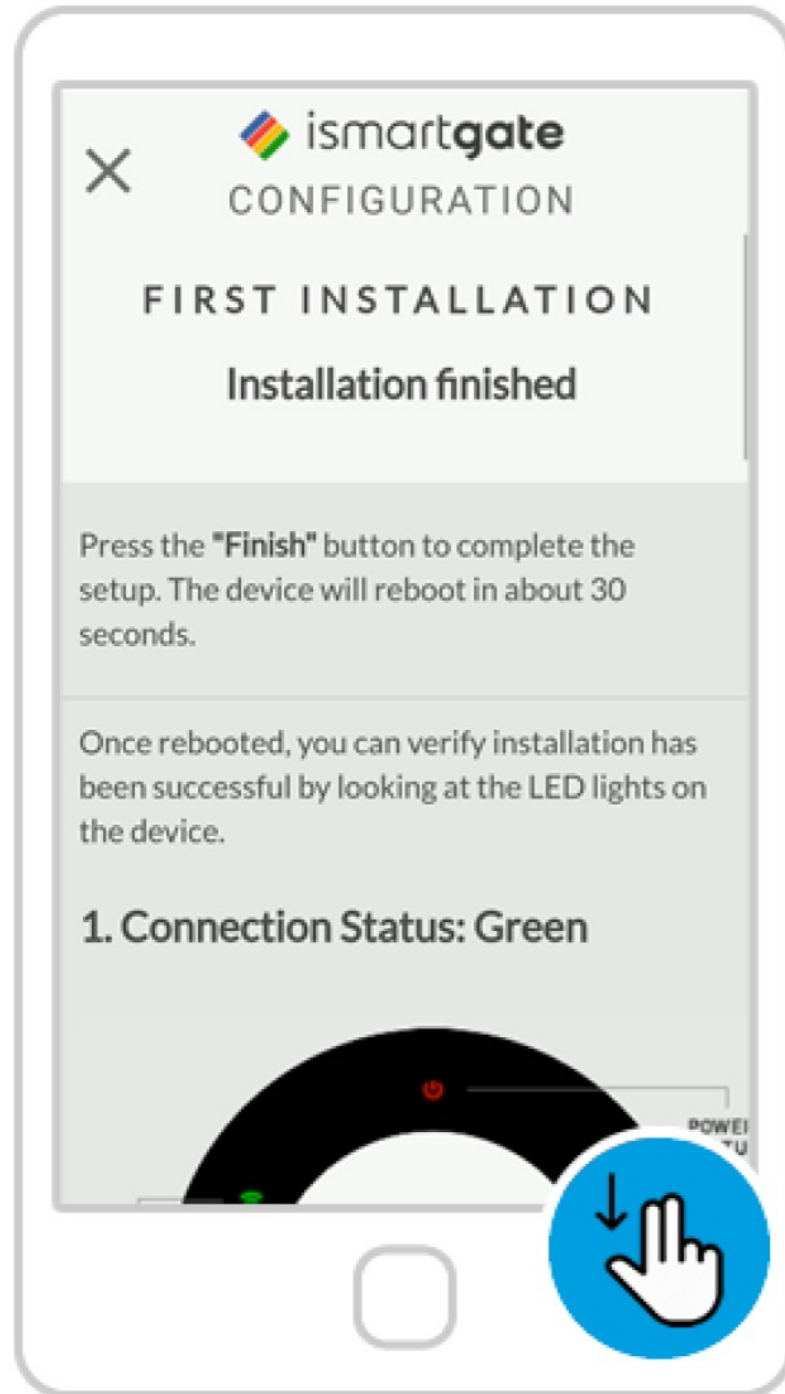 ismartgate
CONFIGURATION
FIRST INSTALLATION
Installation finished
Press the "Finish" button to complete the
setup. The device will reboot in about 30
seconds.
Once rebooted, you can verify installation has
been successful by looking at the LED lights on
the device.
1. Connection Status: Green